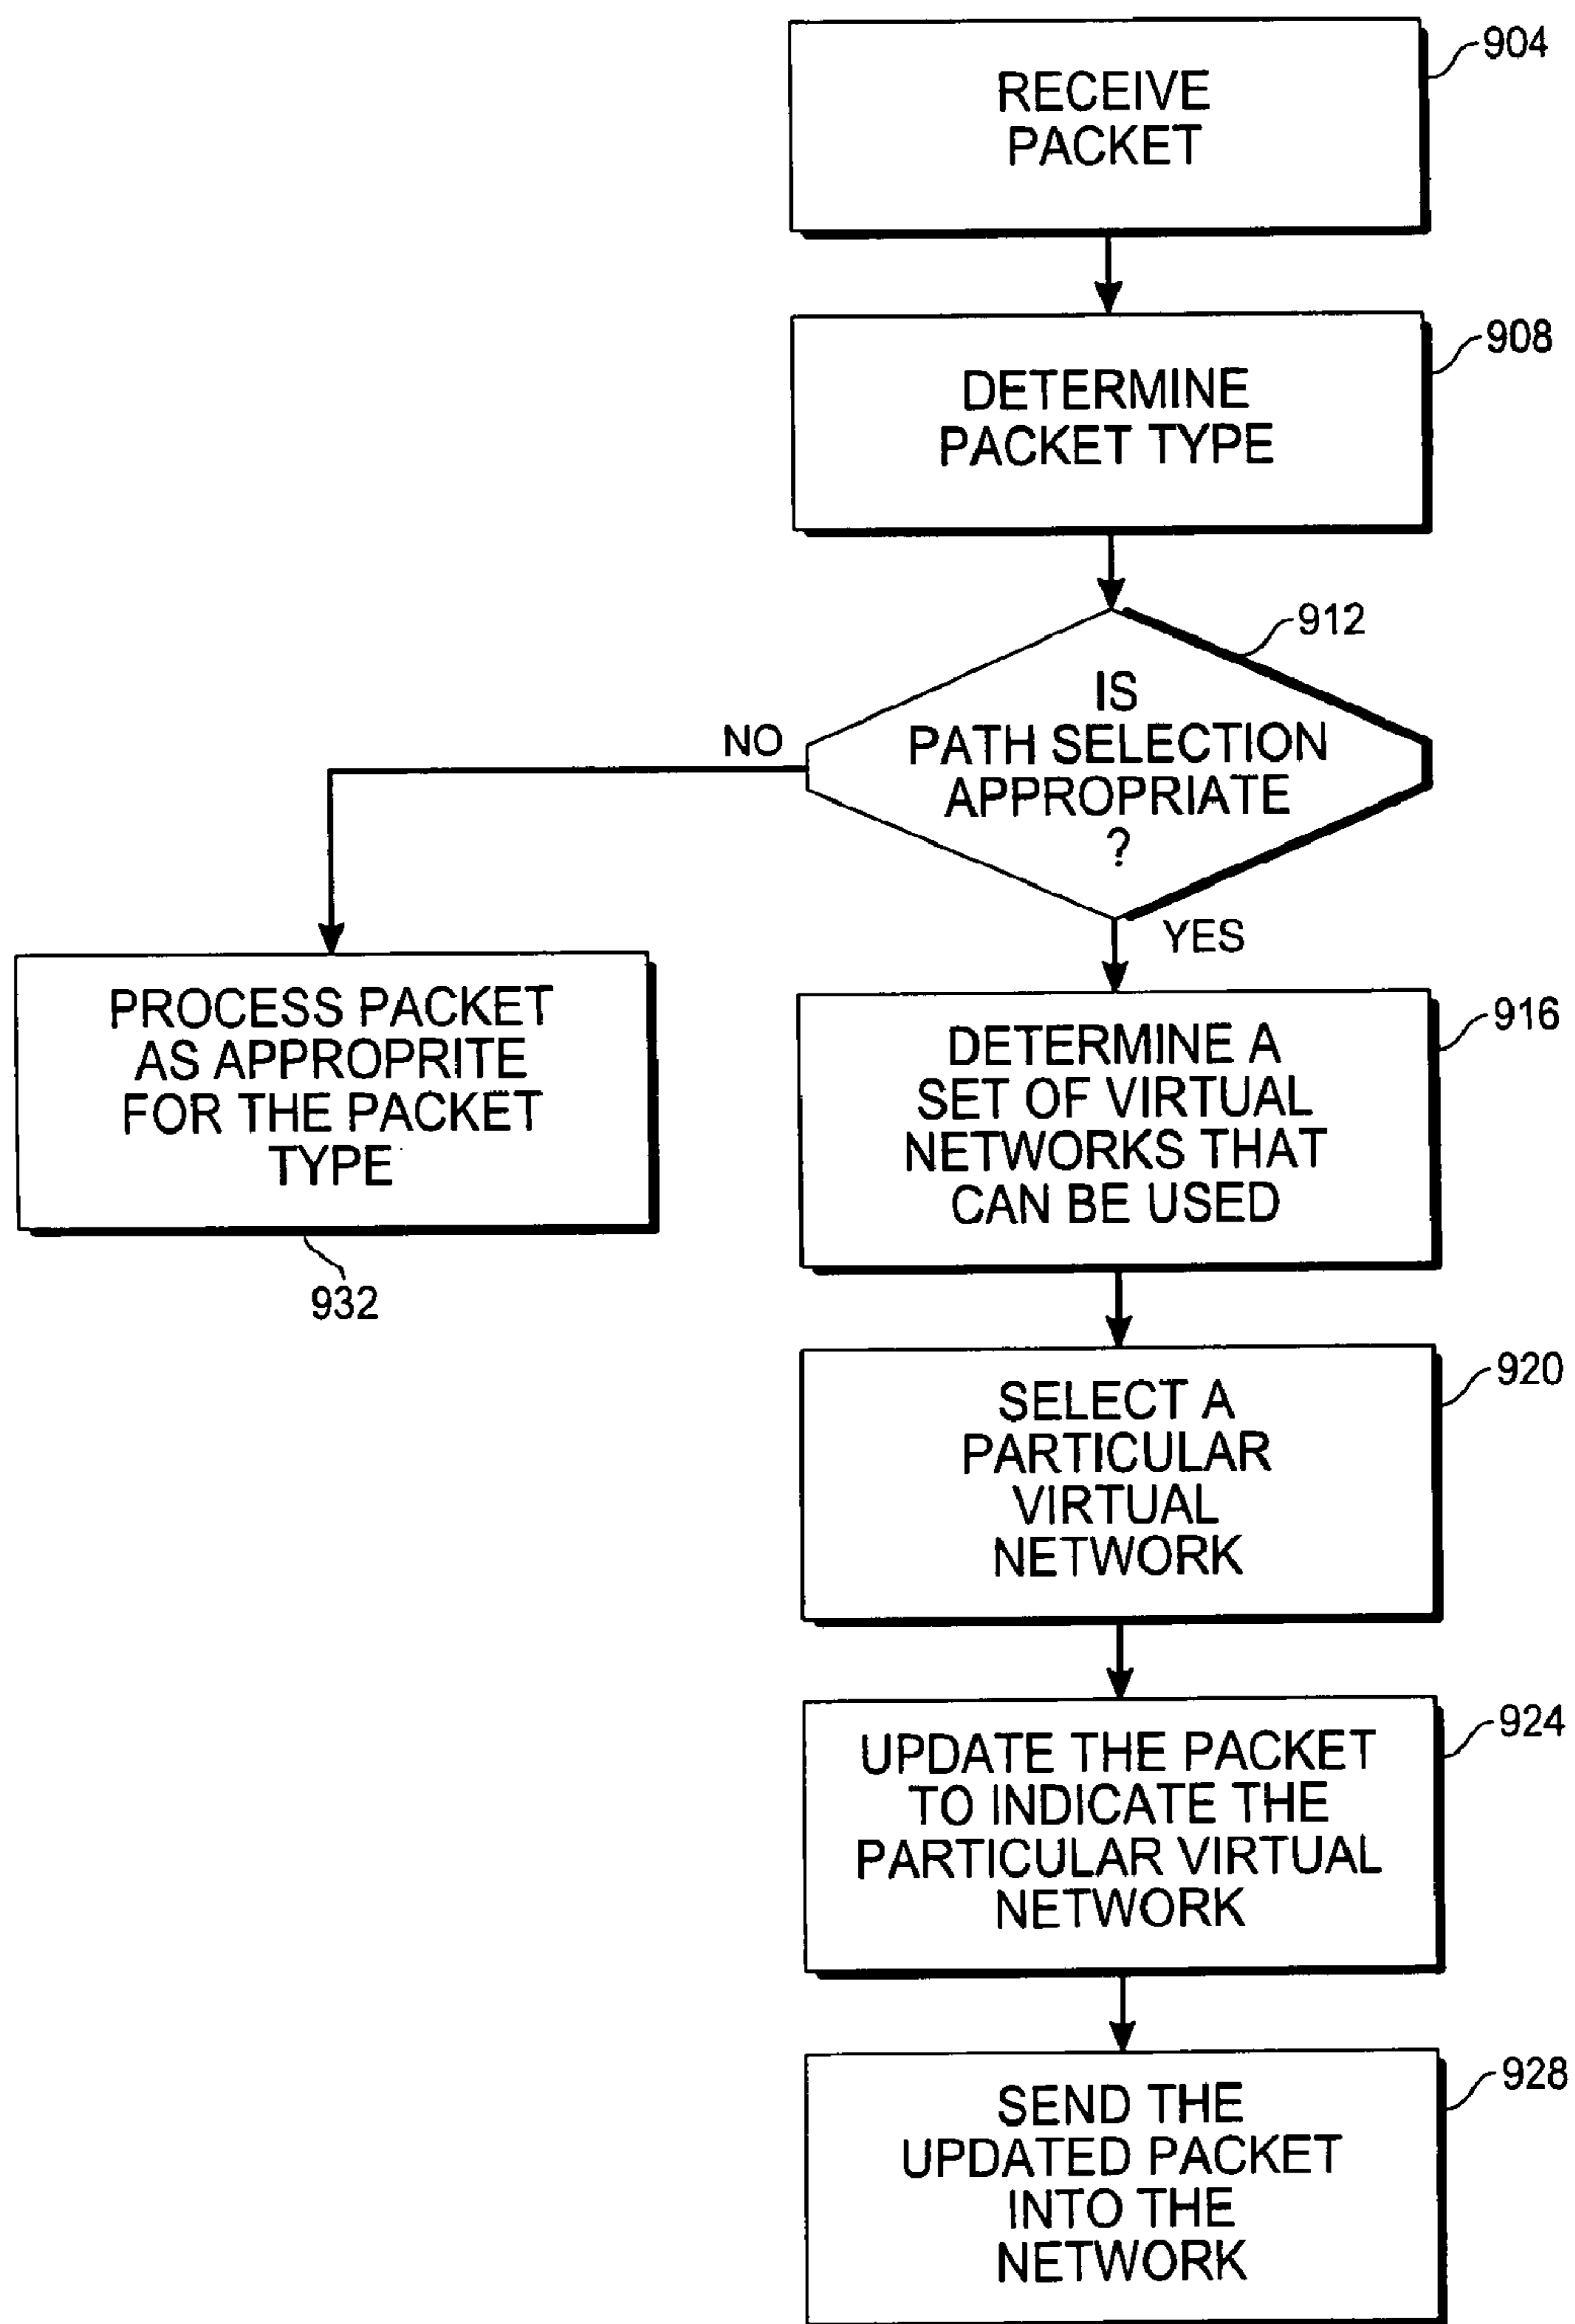 RECEIVE
PACKET
904
DETERMINE
PACKET TYPE
908
IS
PATH SELECTION
APPROPRIATE
?
912
NO
YES
PROCESS PACKET
AS APPROPRITE
FOR THE PACKET
TYPE
932
DETERMINE A
SET OF VIRTUAL
NETWORKS THAT
CAN BE USED
916
SELECT A
PARTICULAR
VIRTUAL
NETWORK
920
UPDATE THE PACKET
TO INDICATE THE
PARTICULAR VIRTUAL
NETWORK
924
SEND THE
UPDATED PACKET
INTO THE
NETWORK
928